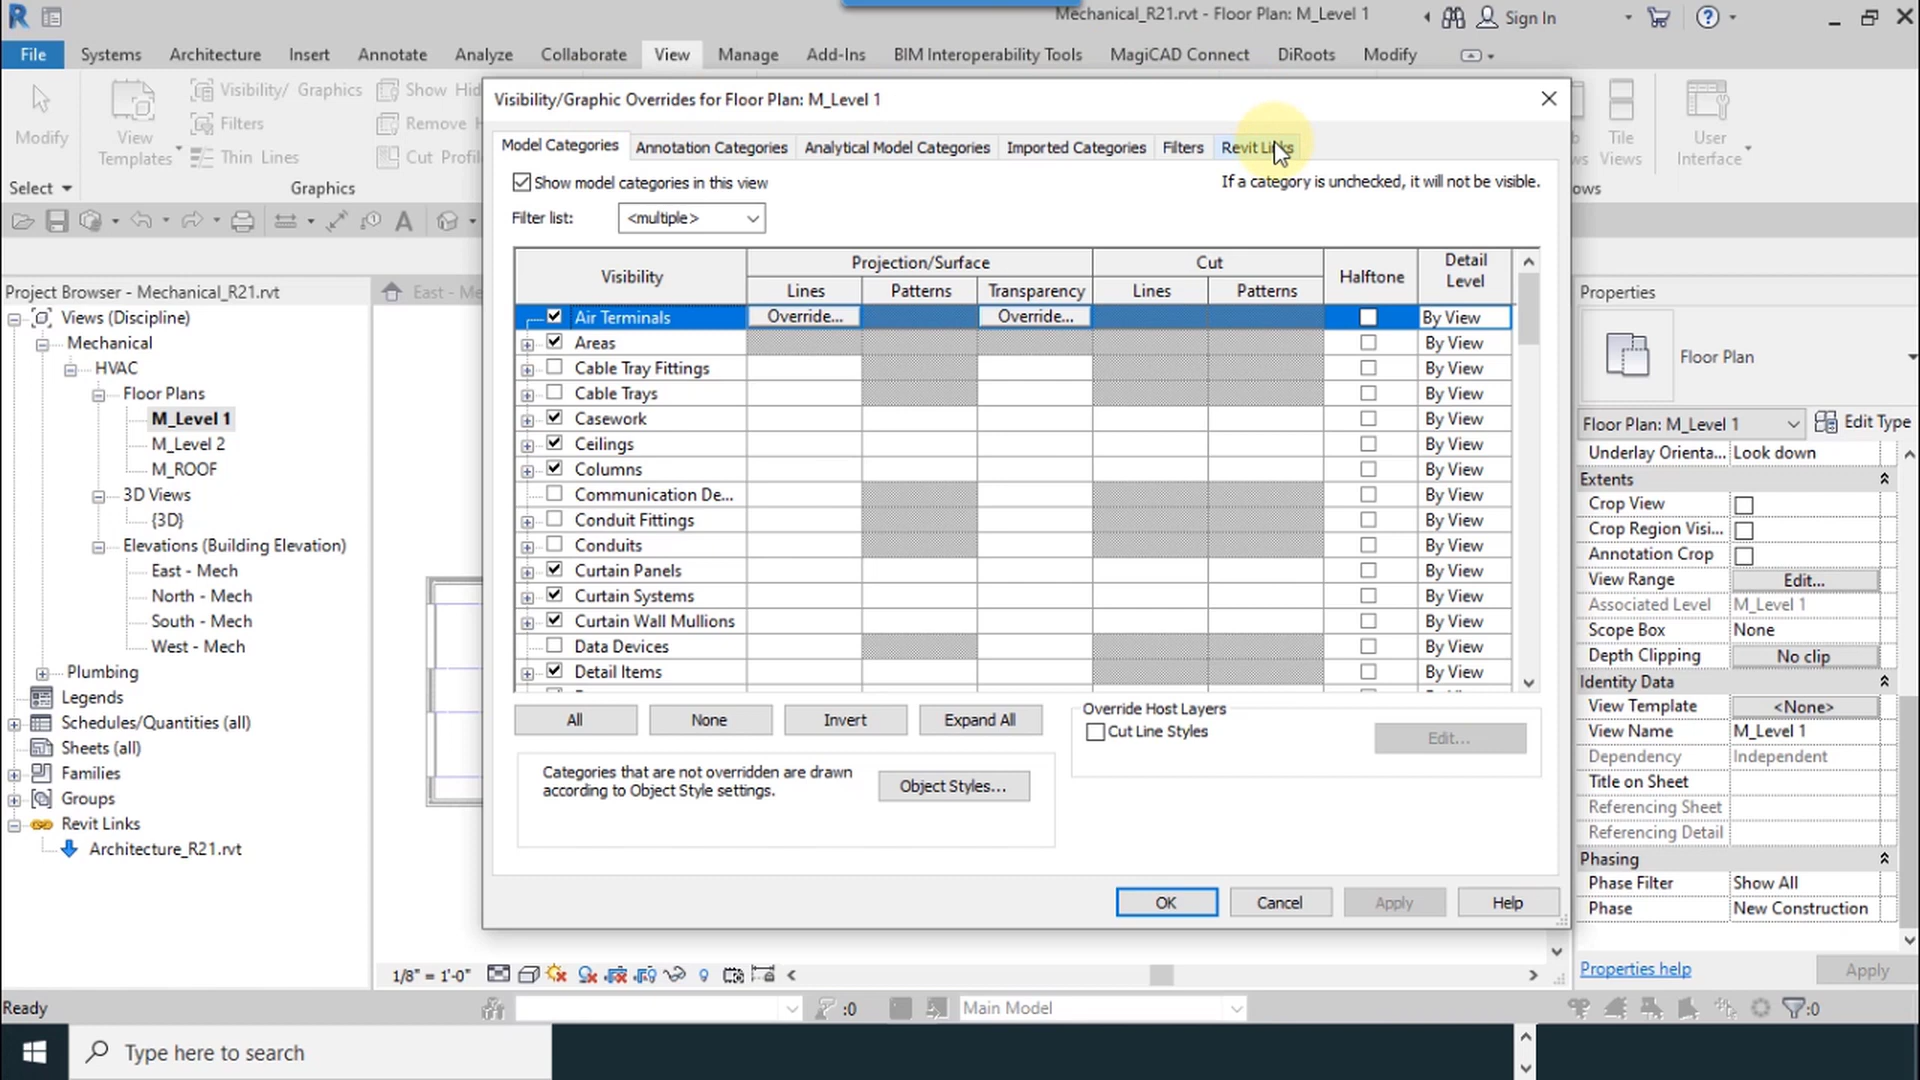 Mechanical_R21.rvt - Floor Plan: M_Level 1
Sign In
File Systems Architecture Insert Annotate Analyze Collaborate View Manage Add-Ins BIM Interoperability Tools MagiCAD Connect DiRoots Modify
Modify
View
Templates
Visibility/ Graphics
Filters
Thin Lines
Show Hid
Remove H
Cut Profil
Tile
Views
User
Interface
Select
Graphics
Visibility/Graphic Overrides for Floor Plan: M_Level 1
Model Categories Annotation Categories Analytical Model Categories Imported Categories Filters Revit Links
Show model categories in this view
If a category is unchecked, it will not be visible.
Filter list: <multiple>
Visibility Projection/Surface Cut Halftone Detail Level
Lines Patterns Transparency Lines Patterns
Air Terminals Override... Override... By View
Areas By View
Cable Tray Fittings By View
Cable Trays By View
Casework By View
Ceilings By View
Columns By View
Communication De... By View
Conduit Fittings By View
Conduits By View
Curtain Panels By View
Curtain Systems By View
Curtain Wall Mullions By View
Data Devices By View
Detail Items By View
All None Invert Expand All
Override Host Layers
Cut Line Styles Edit...
Categories that are not overridden are drawn
according to Object Style settings.
Object Styles...
OK Cancel Apply Help
Project Browser - Mechanical_R21.rvt
East - Me
Views (Discipline)
Mechanical
HVAC
Floor Plans
M_Level 1
M_Level 2
M_ROOF
3D Views
{3D}
Elevations (Building Elevation)
East - Mech
North - Mech
South - Mech
West - Mech
Plumbing
Legends
Schedules/Quantities (all)
Sheets (all)
Families
Groups
Revit Links
Architecture_R21.rvt
Properties
Floor Plan
Floor Plan: M_Level 1 Edit Type
Underlay Orienta... Look down
Extents
Crop View
Crop Region Visi...
Annotation Crop
View Range Edit...
Associated Level M_Level 1
Scope Box None
Depth Clipping No clip
Identity Data
View Template <None>
View Name M_Level 1
Dependency Independent
Title on Sheet
Referencing Sheet
Referencing Detail
Phasing
Phase Filter Show All
Phase New Construction
Properties help Apply
1/8" = 1'-0"
Ready
:0
Main Model
:0
Type here to search